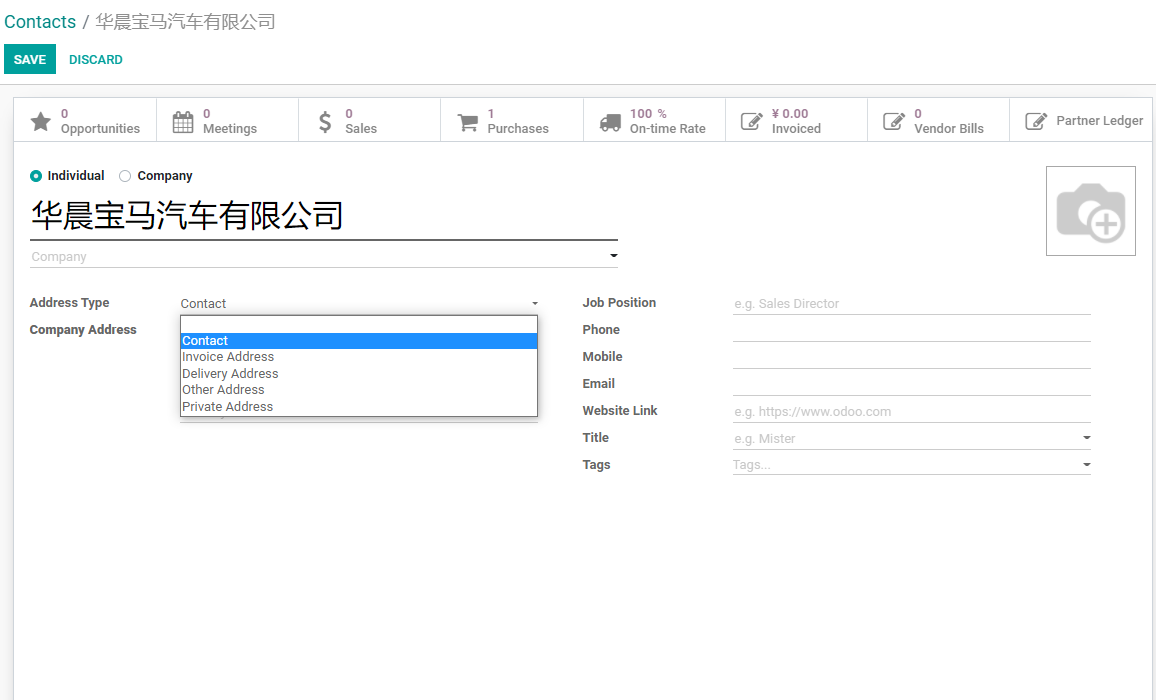 Contacts / 华晨宝马汽车有限公司
SAVE DISCARD
0 Opportunities
0 Meetings
$ 0 Sales
1 Purchases
100 % On-time Rate
¥ 0.00 Invoiced
0 Vendor Bills
Partner Ledger
Individual Company
华晨宝马汽车有限公司
Company
Address Type Contact
Company Address
Contact
Invoice Address
Delivery Address
Other Address
Private Address
Job Position e.g. Sales Director
Phone
Mobile
Email
Website Link e.g. https://www.odoo.com
Title e.g. Mister
Tags Tags...